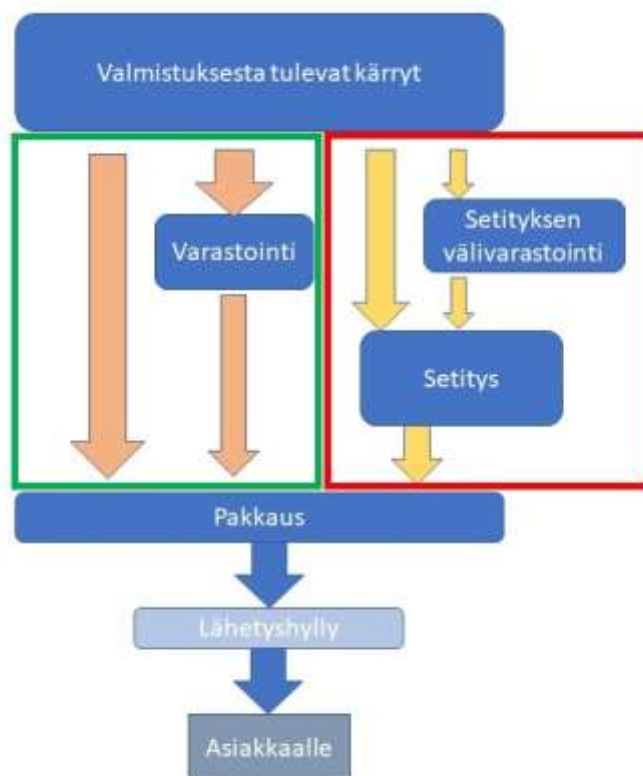 Valmistuksesta tulevat kärryt
Varastointi
Setityksen
välivarastointi
Setitys
Pakkaus
Lähetyshylly
Asiakkaalle